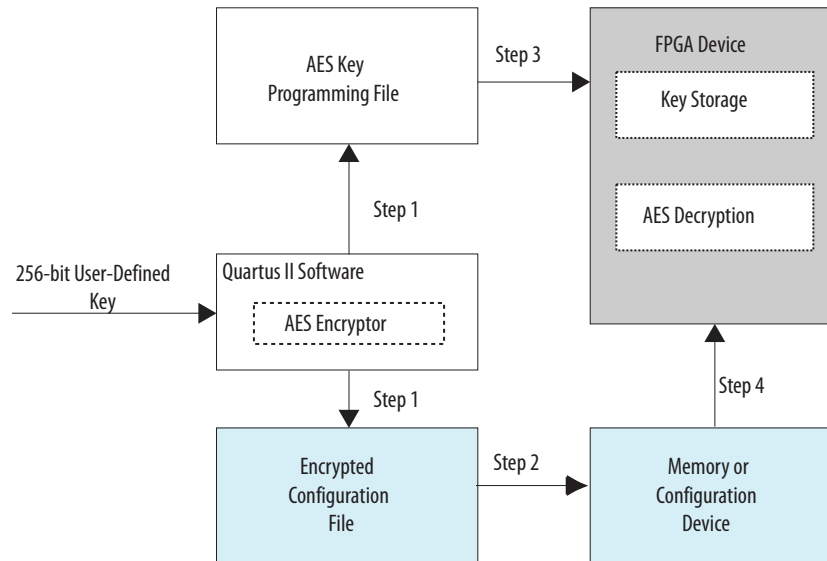 AES Key
Programming File
Step 3
FPGA Device
Key Storage
AES Decryption
Step 1
256-bit User-Defined
Key
Quartus II Software
AES Encryptor
Step 1
Step 4
Encrypted
Configuration
File
Step 2
Memory or
Configuration
Device